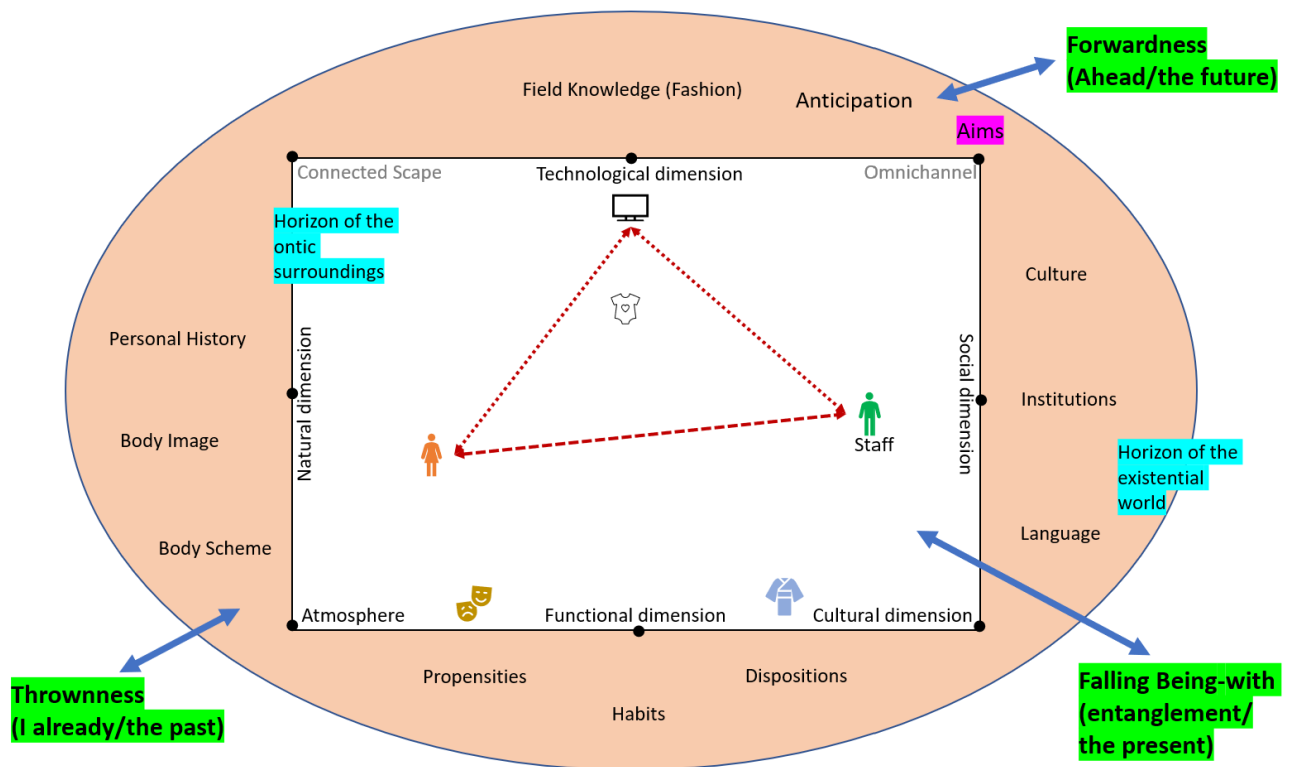 Forwardness
(Ahead/the future)
Field Knowledge (Fashion)
Anticipation
Aims
Connected Scape
Technological dimension
Omnichannel
Horizon of the
ontic
surroundings
Culture
Personal History
Natural dimension
Social dimension
Institutions
Body Image
Staff
Horizon of the
existential
world
Language
Body Scheme
Atmosphere
Functional dimension
Cultural dimension
Propensities
Dispositions
Habits
Thrownness
(I already/the past)
Falling Being-with
(entanglement/
the present)